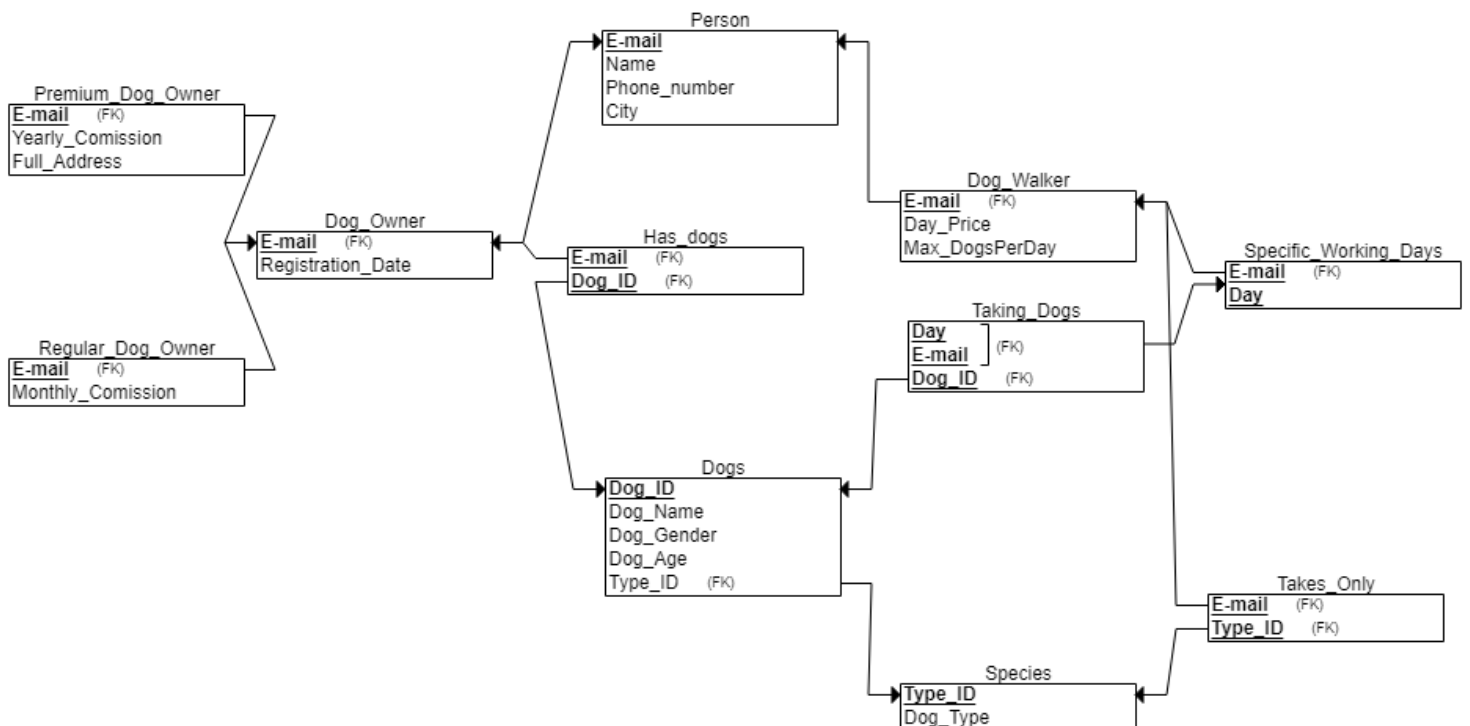 Person
E-mail
Name
Phone_number
City
Premium_Dog_Owner
E-mail (FK)
Yearly_Comission
Full_Address
Dog_Owner
E-mail (FK)
Registration_Date
Has_dogs
E-mail (FK)
Dog_ID (FK)
Dog_Walker
E-mail (FK)
Day_Price
Max_DogsPerDay
Specific_Working_Days
E-mail (FK)
Day
Regular_Dog_Owner
E-mail (FK)
Monthly_Comission
Taking_Dogs
Day
E-mail
(FK)
Dog_ID (FK)
Dogs
Dog_ID
Dog_Name
Dog_Gender
Dog_Age
Type_ID (FK)
Takes_Only
E-mail (FK)
Type_ID (FK)
Species
Type_ID
Dog_Type